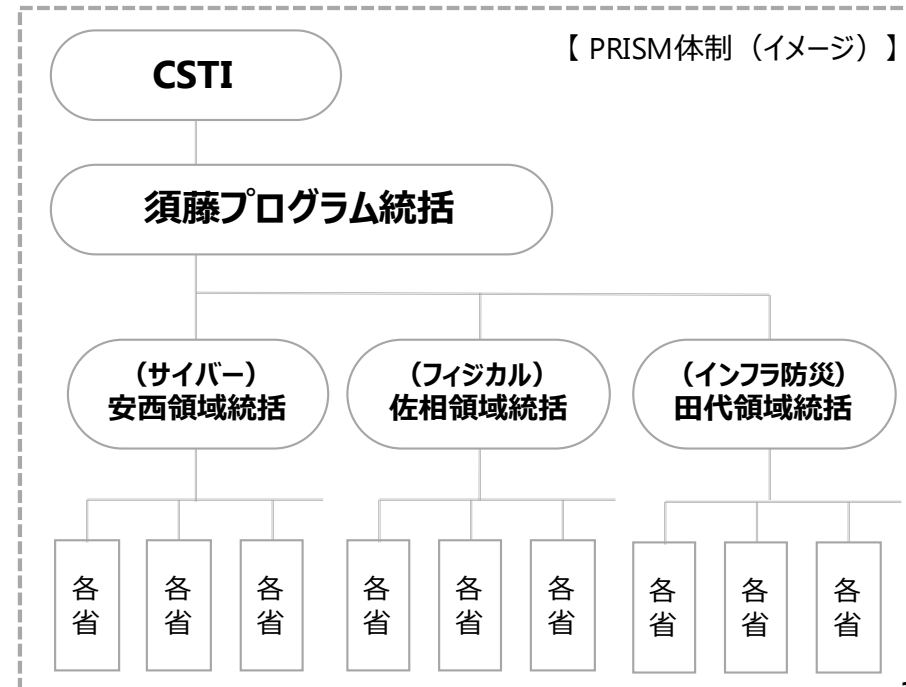 【 PRISM体制（イメージ）】
CSTI
須藤プログラム統括
（サイバー）
安西領域統括
（フィジカル）
佐相領域統括
（インフラ防災）
田代領域統括
各省
各省
各省
各省
各省
各省
各省
各省
各省